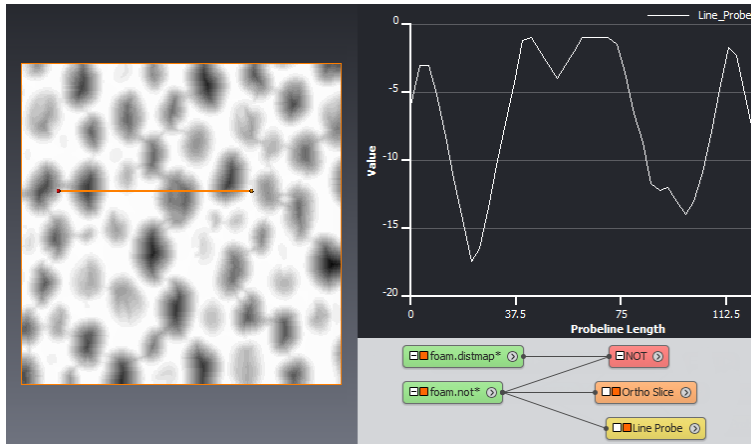 Line_Probe
0
-5
-10
-15
-20
Value
0
37.5
75
112.5
Probeline Length
foam.distmap*
NOT
foam.not*
Ortho Slice
Line Probe